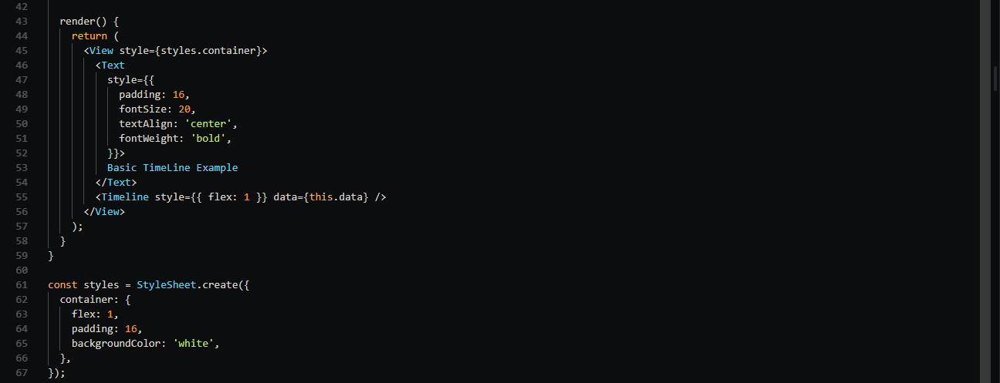 42
43 render() {
44 return (
45 <View style={styles.container}>
46 <Text
47 style={{
48 padding: 16,
49 fontSize: 20,
50 textAlign: 'center',
51 fontWeight: 'bold',
52 }}>
53 Basic TimeLine Example
54 </Text>
55 <Timeline style={{ flex: 1 }} data={this.data} />
56 </View>
57 );
58 }
59 }
60
61 const styles = StyleSheet.create({
62 container: {
63 flex: 1,
64 padding: 16,
65 backgroundColor: 'white',
66 },
67 });